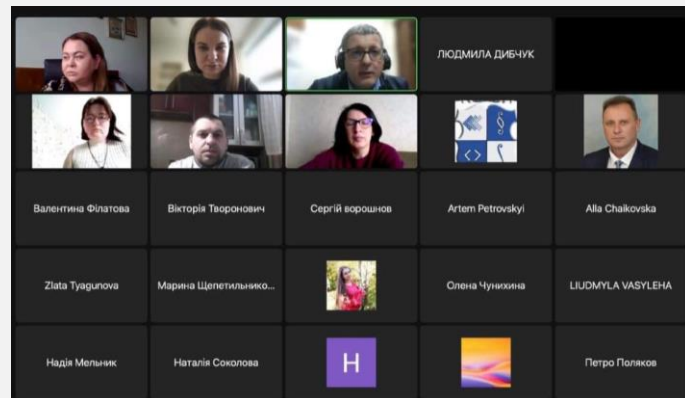 ЛЮДМИЛА ДИБЧУК
Валентина Філатова
Вікторія Творонович
Сергій ворошнов
Artem Petrovskyi
Alla Chaikovska
Zlata Tyagunova
Марина Щепетильнико...
Олена Чунихина
LIUDMYLA VASYLEHA
Надія Мельник
Наталія Соколова
Н
Петро Поляков